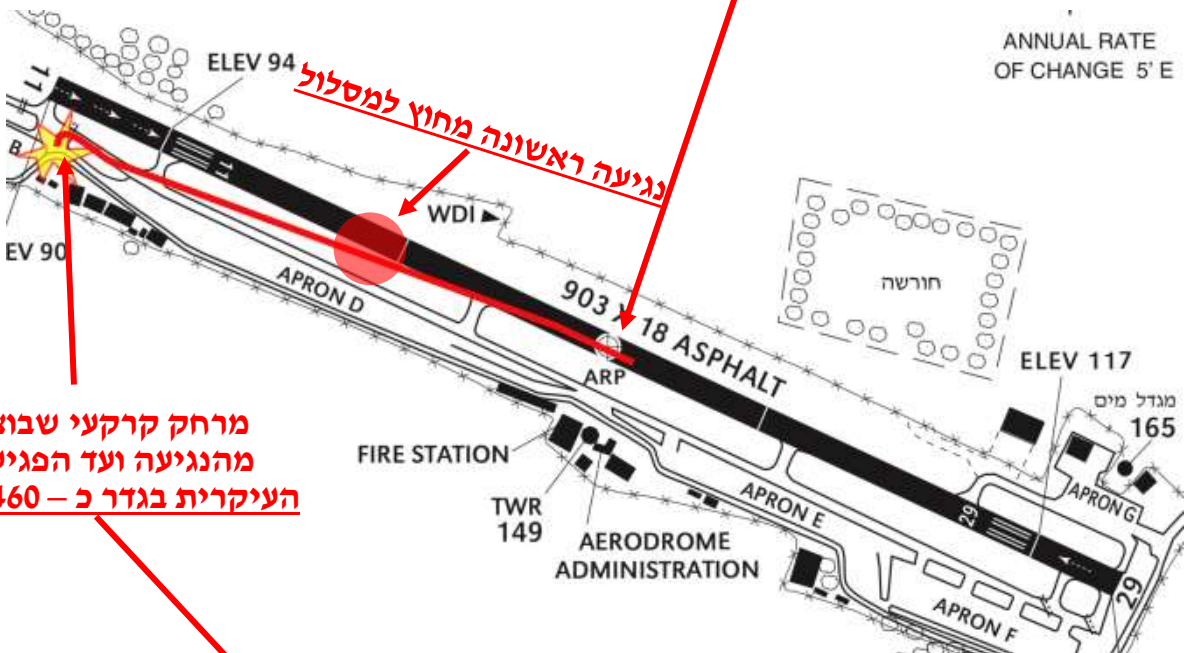 ANNUAL RATE
OF CHANGE 5' E
ELEV 94
11
נגיעה ראשונה מחוץ למסלול
B
11
WDI
EV 90
APRON D
903 X 18 ASPHALT
חורשה
ARP
ELEV 117
מגדל מים
165
מרחק קרקעי
מהנגיעה ועד
העיקרית בגדר כ – 460
FIRE STATION
TWR
149
AERODROME
ADMINISTRATION
APRON E
29
APRON G
29
APRON F